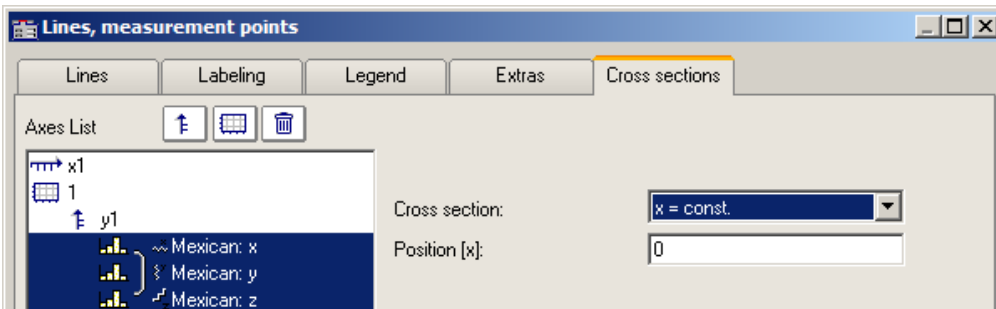 Lines, measurement points
Lines Labeling Legend Extras Cross sections
Axes List
x1
1
y1
Mexican: x
Mexican: y
Mexican: z
Cross section: x = const.
Position [x]: 0